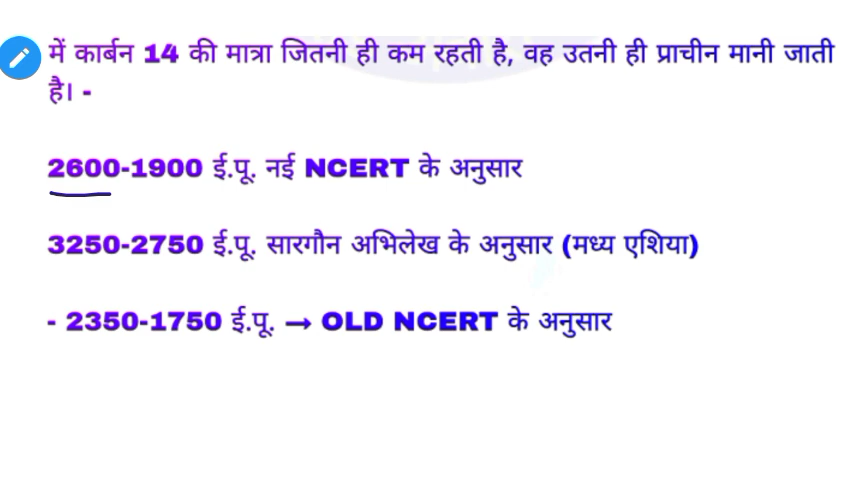 में कार्बन 14 की मात्रा जितनी ही कम रहती है, वह उतनी ही प्राचीन मानी जाती
है। -
2600-1900 ई.पू. नई NCERT के अनुसार
3250-2750 ई.पू. सारगौन अभिलेख के अनुसार (मध्य एशिया)
- 2350-1750 ई.पू. → OLD NCERT के अनुसार